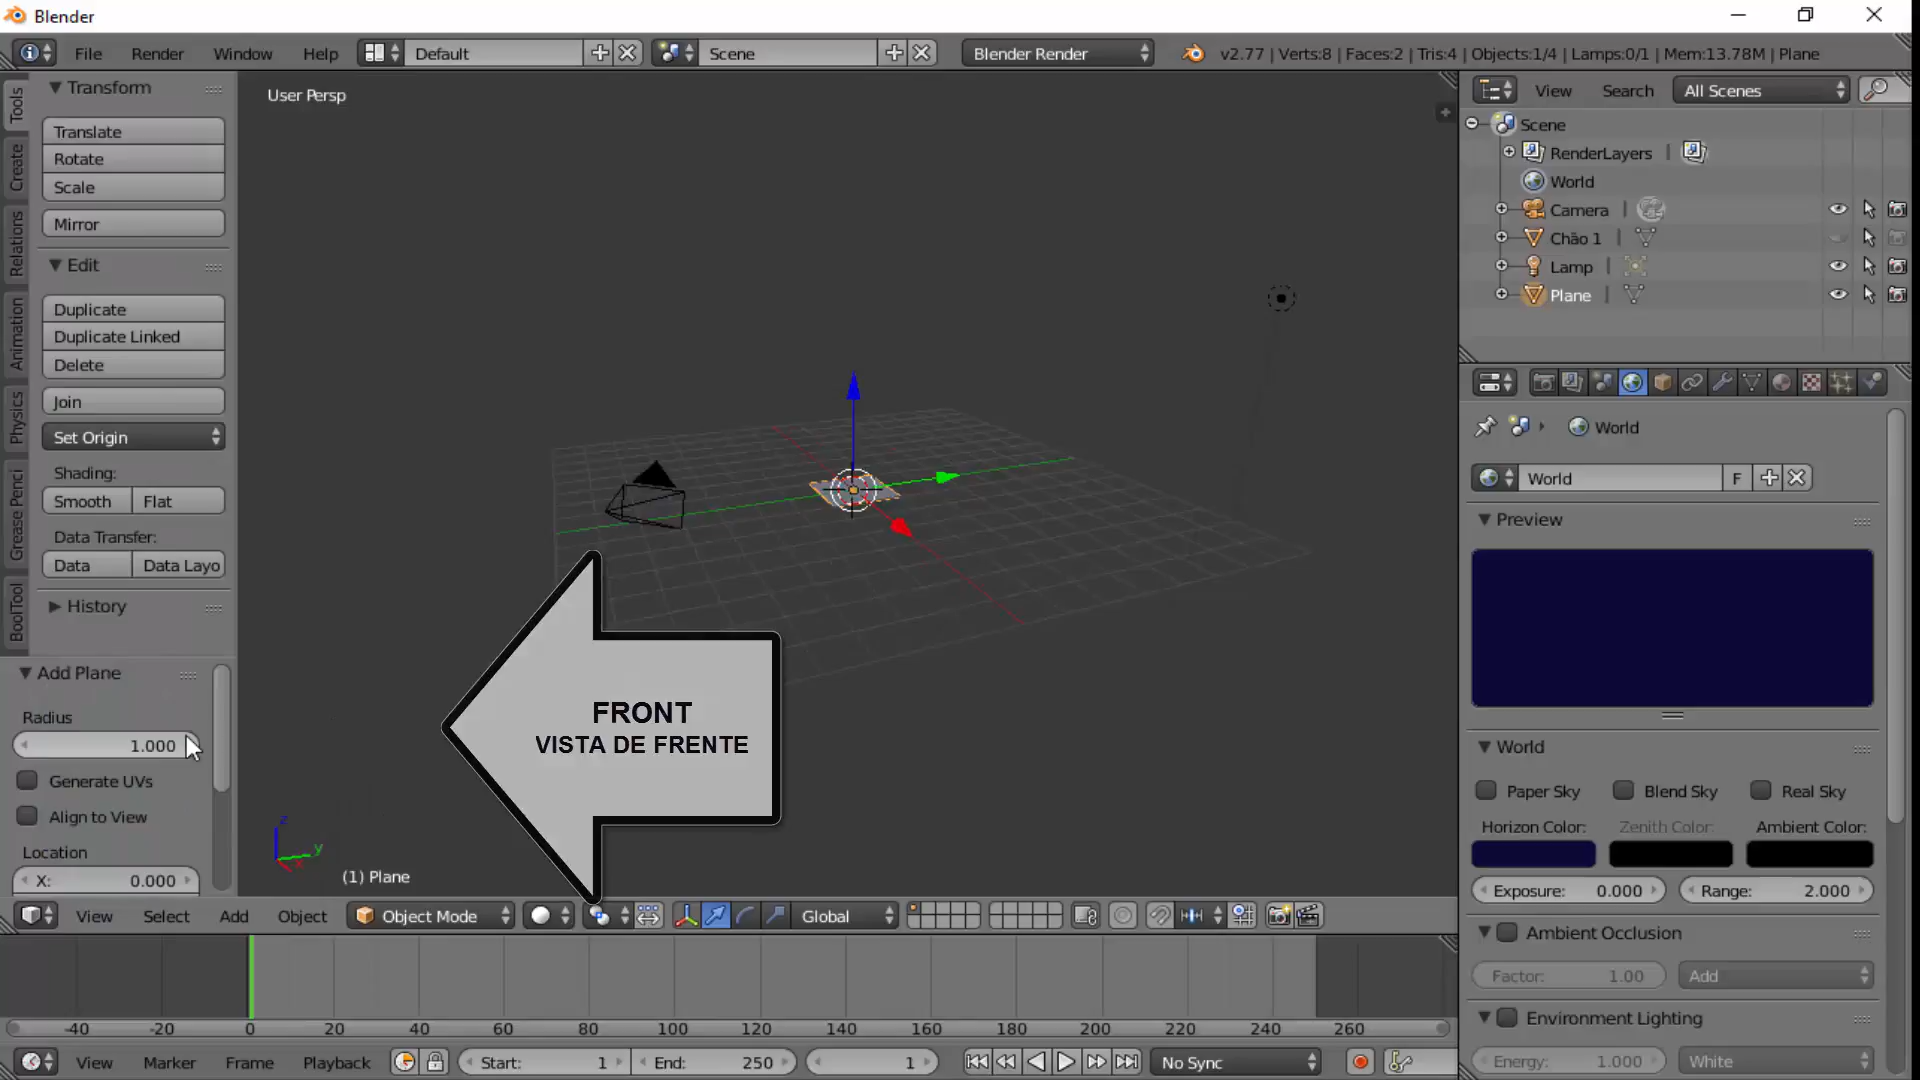 Blender
File
Render
Window
Help
Default
Scene
Blender Render
v2.77 | Verts:8 | Faces:2 | Tris:4 | Objects:1/4 | Lamps:0/1 | Mem:13.78M | Plane
Tools
Create
Relations
Animation
Physics
Grease Penci
BoolTool
Transform
Translate
Rotate
Scale
Mirror
Edit
Duplicate
Duplicate Linked
Delete
Join
Set Origin
Shading:
Smooth
Flat
Data Transfer:
Data
Data Layo
History
Add Plane
Radius
1.000
Generate UVs
Align to View
Location
X: 0.000
User Persp
FRONT
VISTA DE FRENTE
z
y
x
(1) Plane
View
Select
Add
Object
Object Mode
Global
-40
-20
0
20
40
60
80
100
120
140
160
180
200
220
240
260
View
Marker
Frame
Playback
Start: 1
End: 250
1
No Sync
View
Search
All Scenes
Scene
RenderLayers
World
Camera
Chão 1
Lamp
Plane
World
World
F
Preview
World
Paper Sky
Blend Sky
Real Sky
Horizon Color:
Zenith Color:
Ambient Color:
Exposure: 0.000
Range: 2.000
Ambient Occlusion
Factor: 1.00
Add
Environment Lighting
Energy: 1.000
White